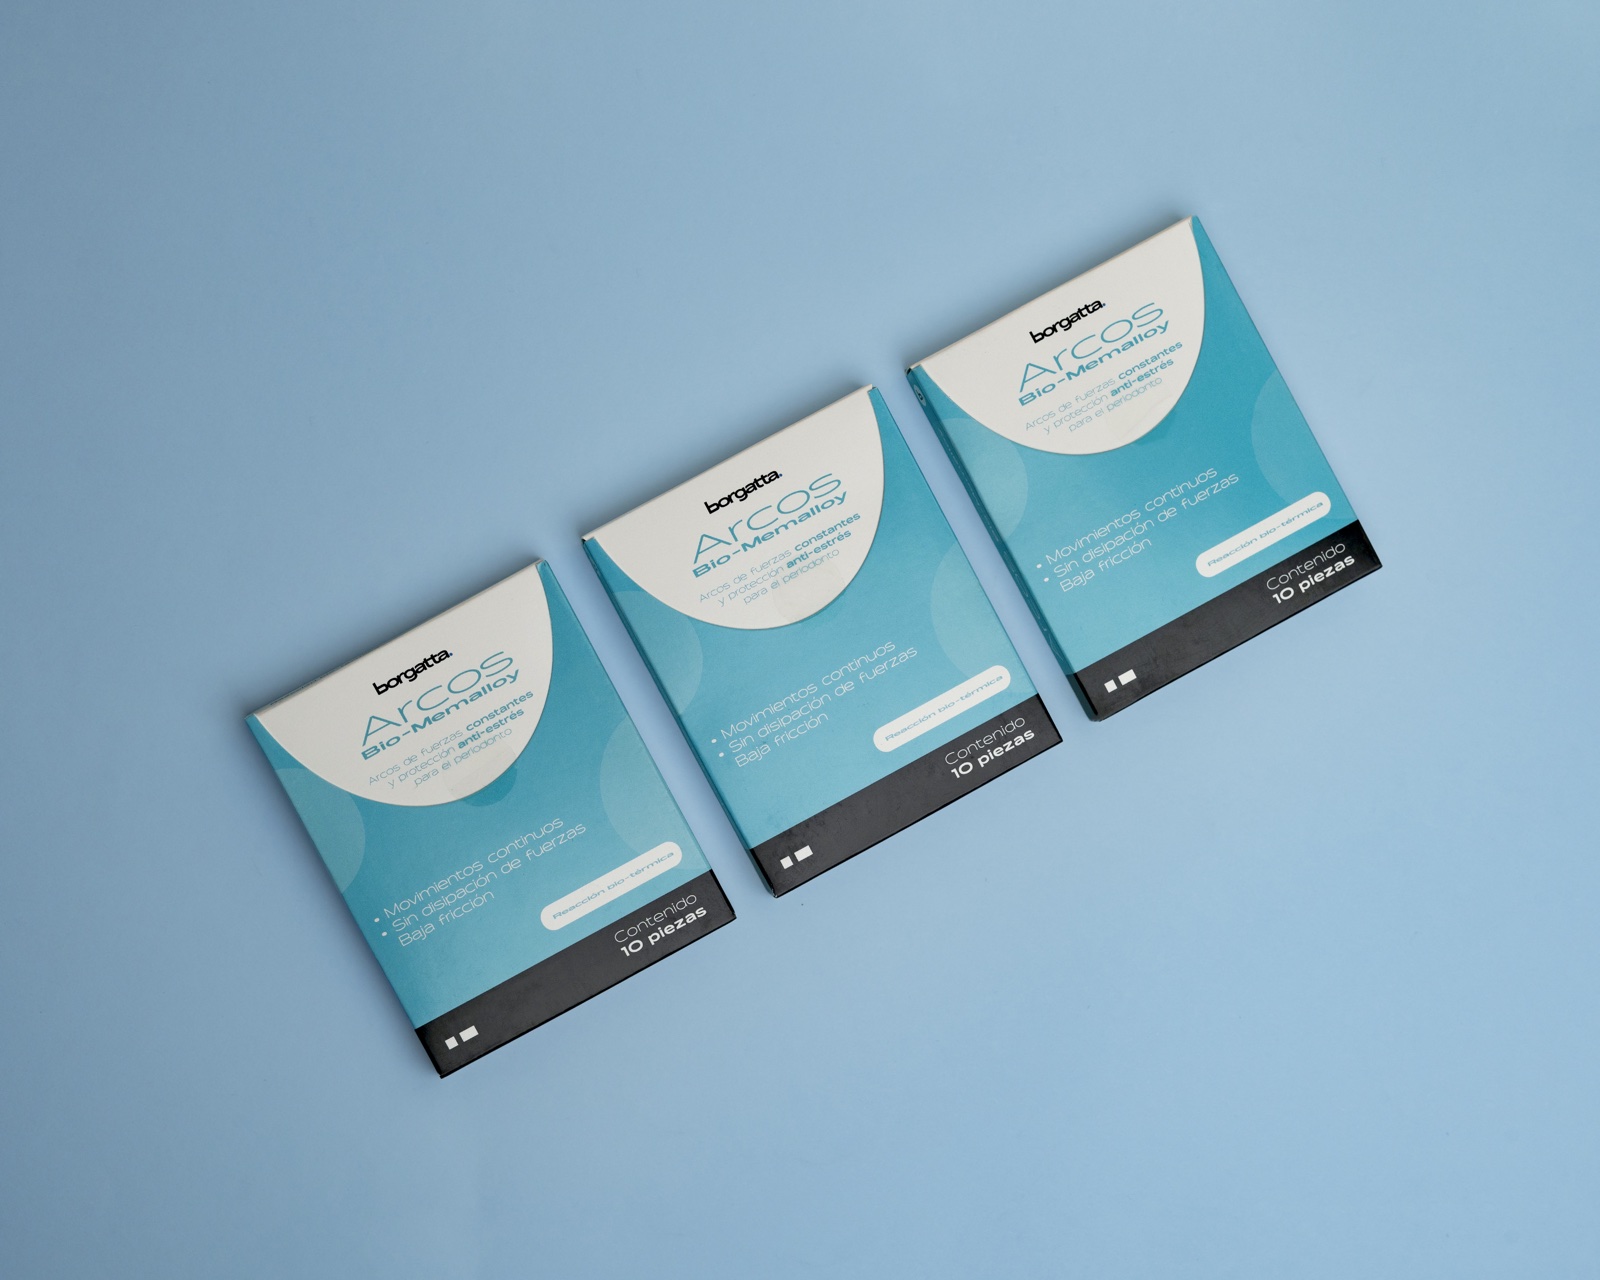 borgatta.
Arcos
Bio-Memalloy
Arcos de fuerzas constantes
y protección anti-estrés
para el periodonto
• Movimientos continuos
• Sin disipación de fuerzas
Baja fricción
Reacción bio-térmica
Contenido
10 piezas
borgatta.
Arcos
Bio-Memalloy
Arcos de fuerzas constantes
y protección anti-estrés
para el periodonto
• Movimientos continuos
• Sin disipación de fuerzas
Baja fricción
Reacción bio-térmica
Contenido
10 piezas
borgatta.
Arcos
Bio-Memalloy
Arcos de fuerzas constantes
y protección anti-estrés
para el periodonto
• Movimientos continuos
• Sin disipación de fuerzas
Baja fricción
Reacción bio-térmica
Contenido
10 piezas